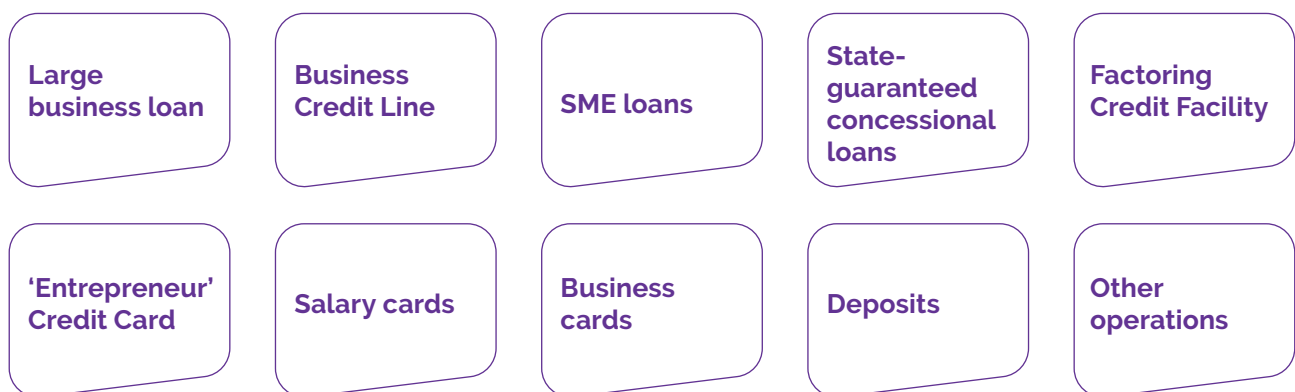 Large
business loan
Business
Credit Line
SME loans
State-
guaranteed
concessional
loans
Factoring
Credit Facility
‘Entrepreneur’
Credit Card
Salary cards
Business
cards
Deposits
Other
operations